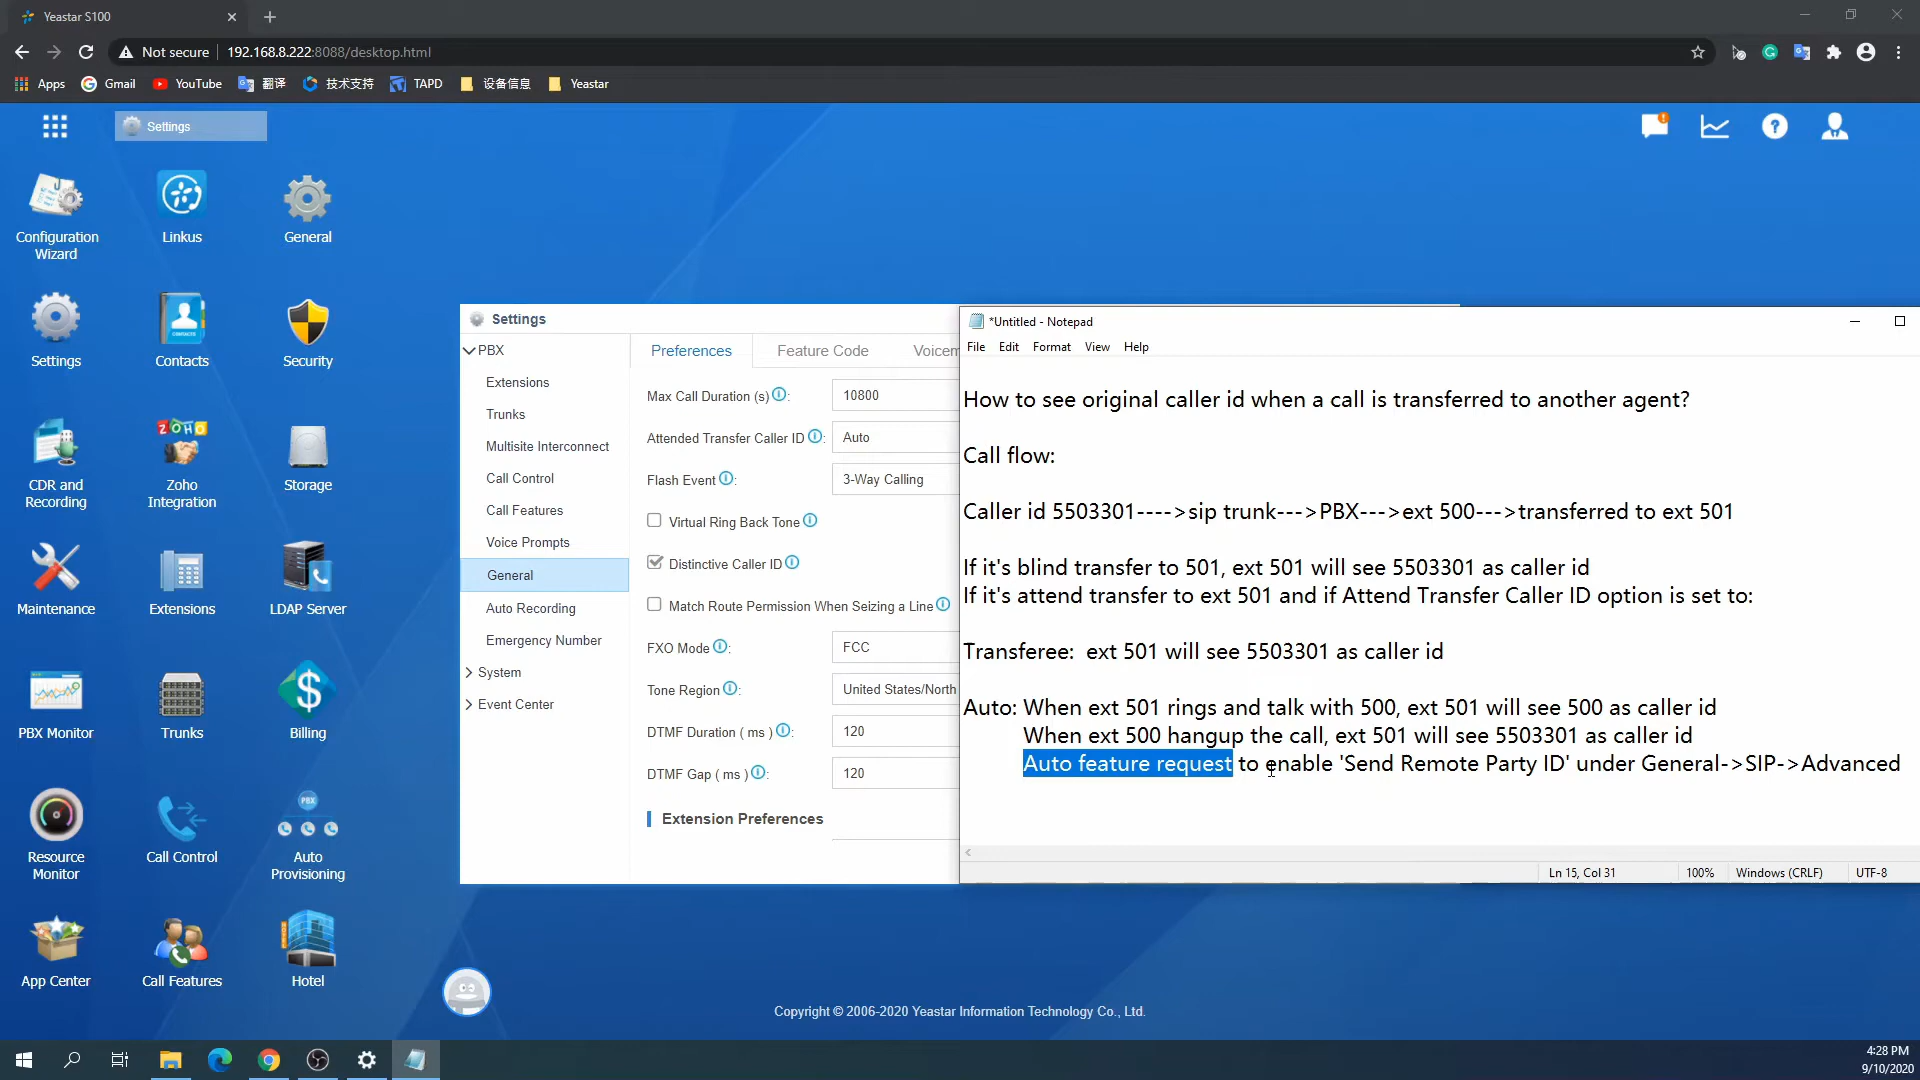 Yeastar S100
Not secure
192.168.8.222:8088/desktop.html
Apps
Gmail
YouTube
翻译
技术支持
TAPD
设备信息
Yeastar
Settings
Configuration
Wizard
Linkus
General
Settings
Contacts
Security
CDR and
Recording
Zoho
Integration
Storage
Maintenance
Extensions
LDAP Server
PBX Monitor
Trunks
Billing
Resource
Monitor
Call Control
Auto
Provisioning
App Center
Call Features
Hotel
Settings
PBX
Extensions
Trunks
Multisite Interconnect
Call Control
Call Features
Voice Prompts
General
Auto Recording
Emergency Number
System
Event Center
Preferences
Feature Code
Voicem
Max Call Duration (s) : 10800
Attended Transfer Caller ID : Auto
Flash Event : 3-Way Calling
Virtual Ring Back Tone
Distinctive Caller ID
Match Route Permission When Seizing a Line
FXO Mode : FCC
Tone Region : United States/North
DTMF Duration ( ms ) : 120
DTMF Gap ( ms ) : 120
Extension Preferences
*Untitled - Notepad
File Edit Format View Help
How to see original caller id when a call is transferred to another agent?
Call flow:
Caller id 5503301---->sip trunk--->PBX--->ext 500--->transferred to ext 501
If it's blind transfer to 501, ext 501 will see 5503301 as caller id
If it's attend transfer to ext 501 and if Attend Transfer Caller ID option is set to:
Transferee:  ext 501 will see 5503301 as caller id
Auto: When ext 501 rings and talk with 500, ext 501 will see 500 as caller id
When ext 500 hangup the call, ext 501 will see 5503301 as caller id
Auto feature request to enable 'Send Remote Party ID' under General->SIP->Advanced
Ln 15, Col 31
100%
Windows (CRLF)
UTF-8
Copyright © 2006-2020 Yeastar Information Technology Co., Ltd.
4:28 PM
9/10/2020